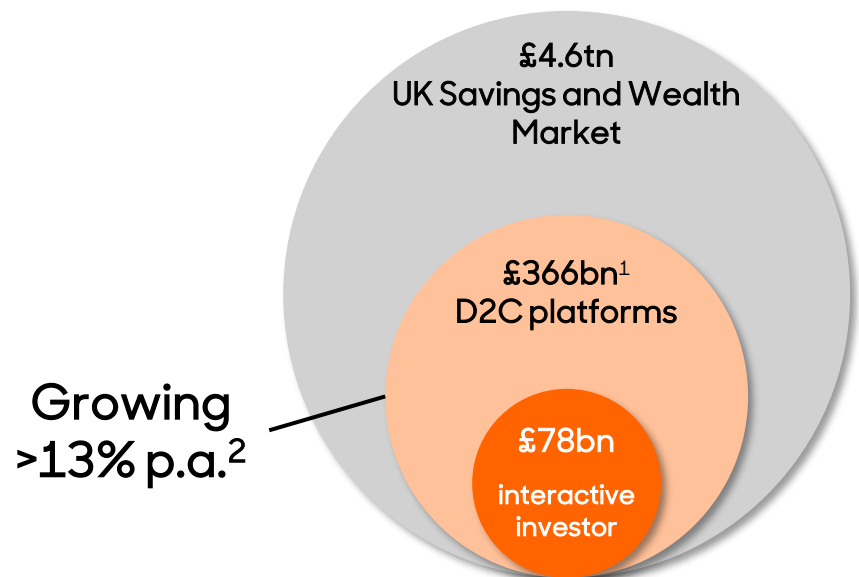 £4.6tn
UK Savings and Wealth
Market
£366bn¹
D2C platforms
Growing
>13% p.a.²
£78bn
interactive
investor